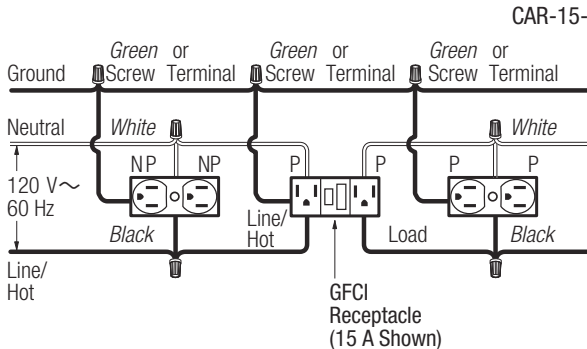 CAR-15-
Green or
Screw Terminal
Green or
Screw Terminal
Green or
Screw Terminal
Ground
Neutral
White
White
NP
NP
P
P
P
P
120 V~
60 Hz
Black
Line/
Hot
Load
Black
Line/
Hot
GFCI
Receptacle
(15 A Shown)